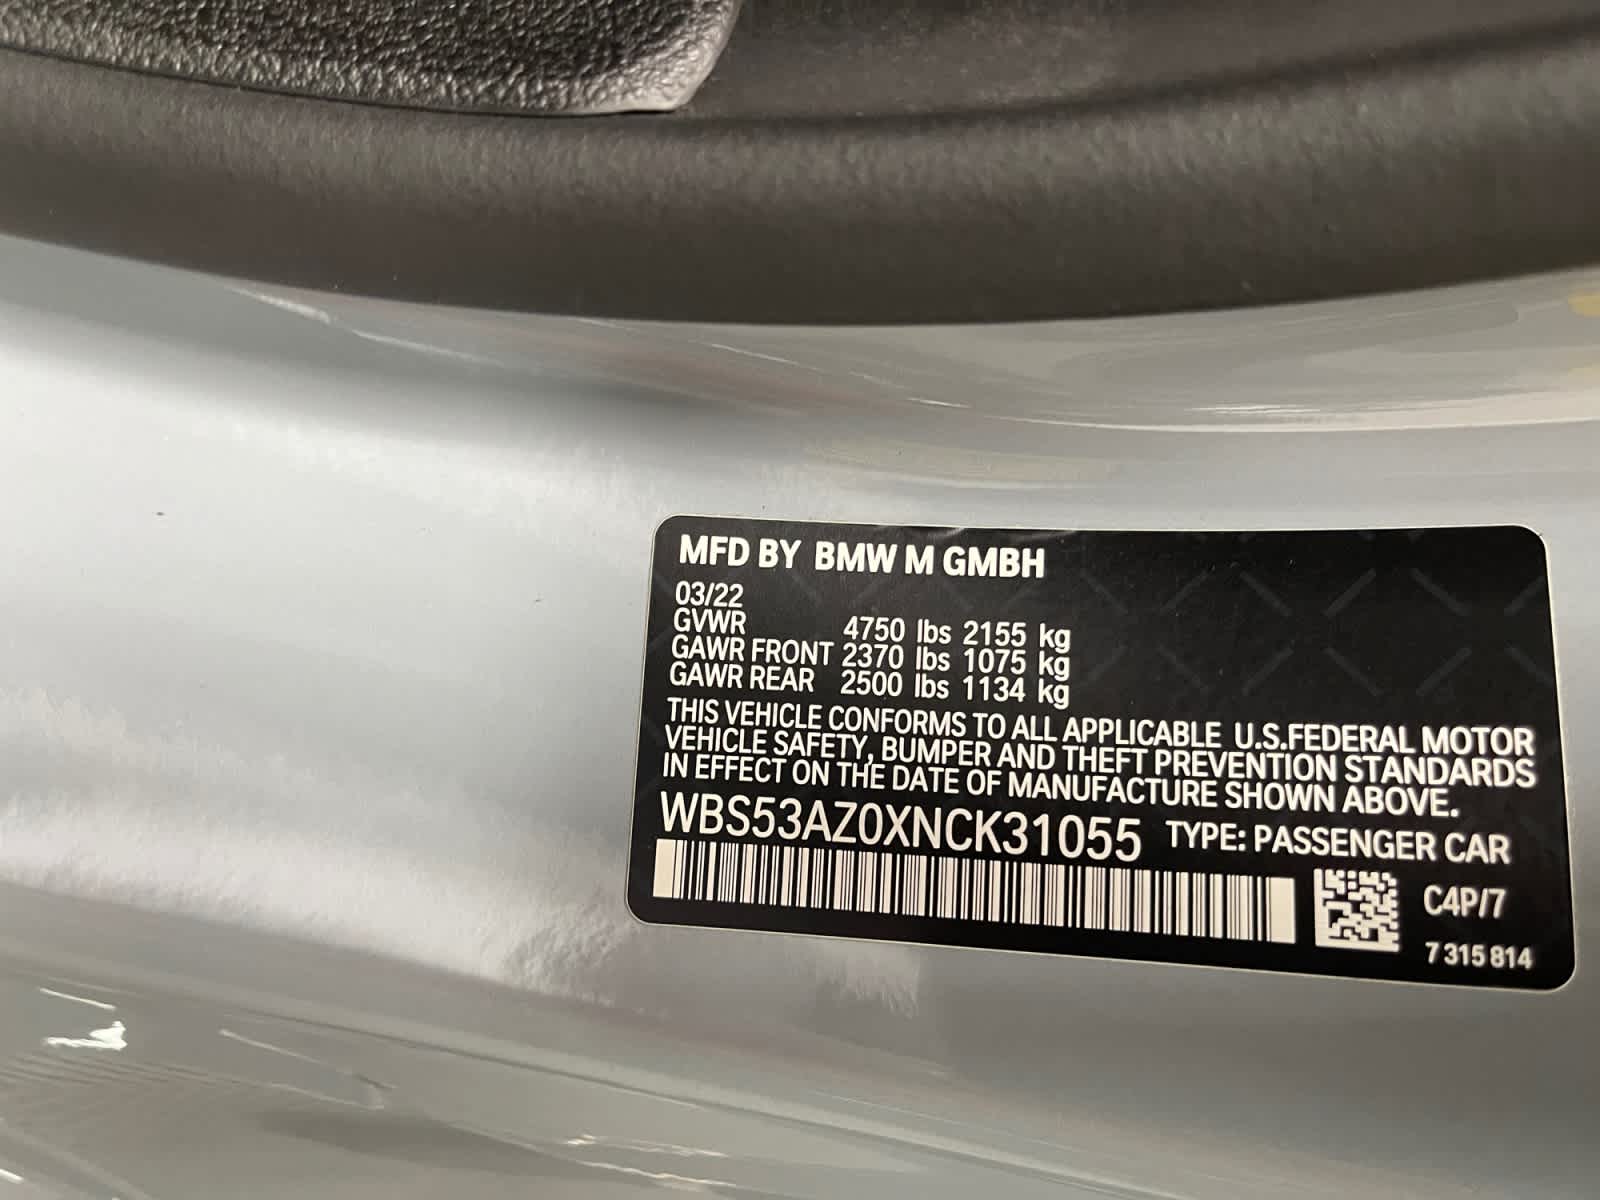 MFD BY BMW M GMBH
03/22
GVWR 4750 lbs 2155 kg
GAWR FRONT 2370 lbs 1075 kg
GAWR REAR 2500 lbs 1134 kg
THIS VEHICLE CONFORMS TO ALL APPLICABLE U.S.FEDERAL MOTOR
VEHICLE SAFETY, BUMPER AND THEFT PREVENTION STANDARDS
IN EFFECT ON THE DATE OF MANUFACTURE SHOWN ABOVE.
WBS53AZ0XNCK31055 TYPE: PASSENGER CAR
C4P/7
7 315 814